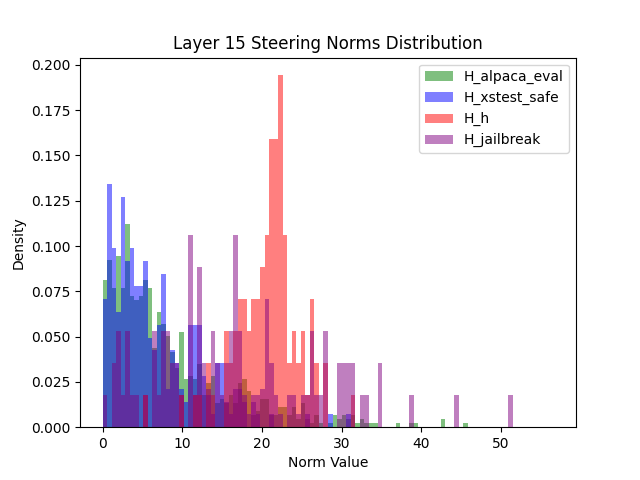 Layer 15 Steering Norms Distribution
H_alpaca_eval
H_xstest_safe
H_h
H_jailbreak
0.200
0.175
0.150
0.125
0.100
0.075
0.050
0.025
0.000
Density
0 10 20 30 40 50
Norm Value